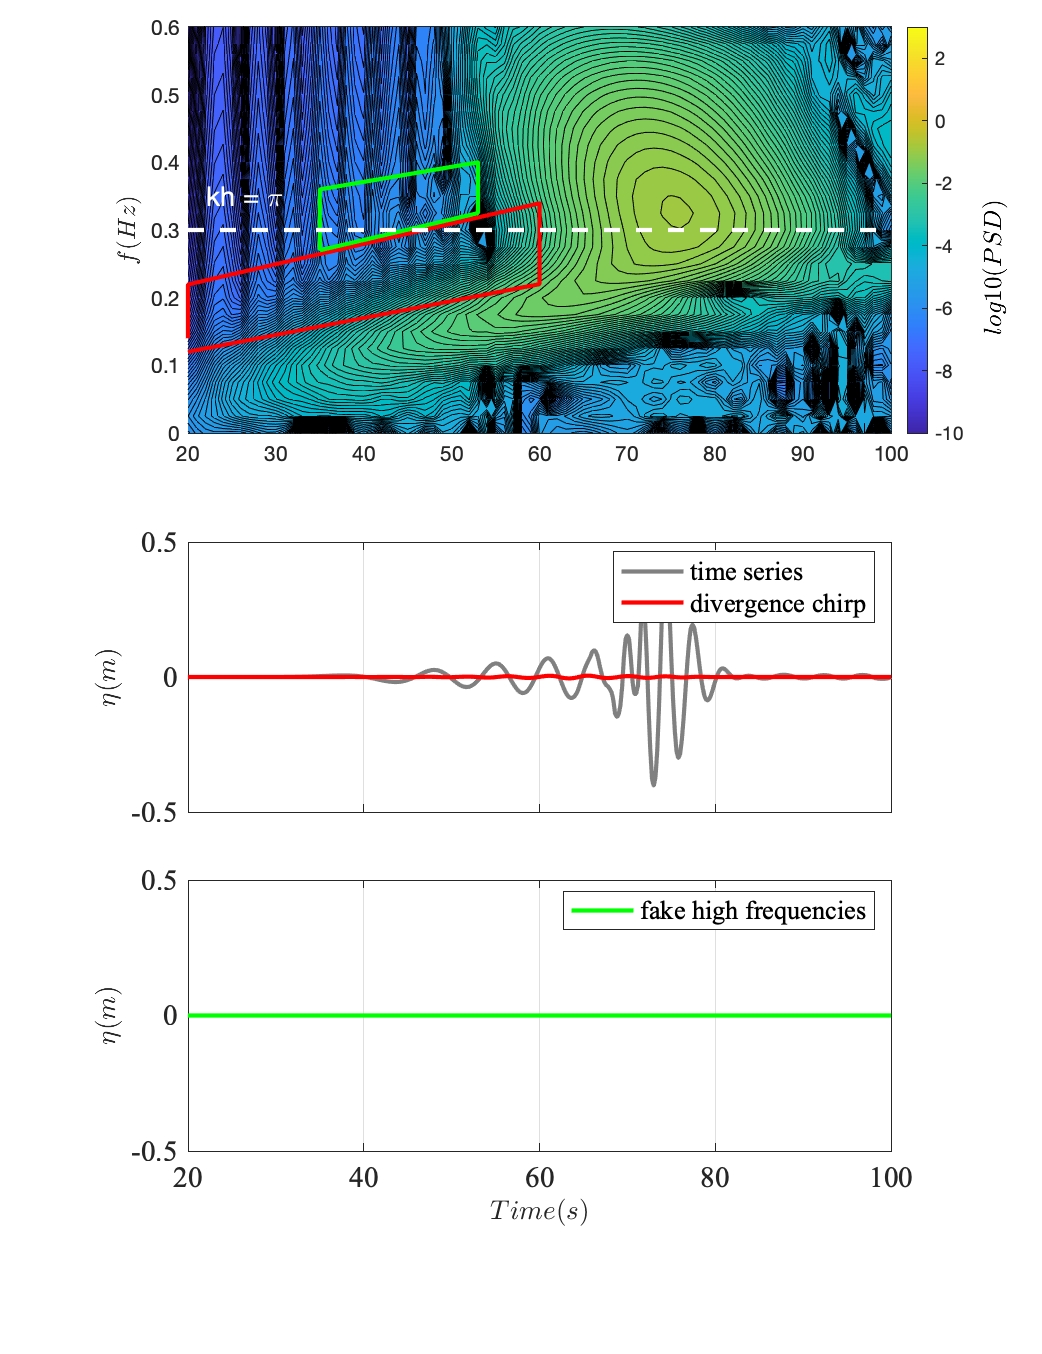 0.6
0.5
0.4
0.3
0.2
0.1
0
f(Hz)
kh = π
20 30 40 50 60 70 80 90 100
2
0
-2
-4
-6
-8
-10
log10(PSD)
0.5
0
-0.5
η(m)
time series
divergence chirp
0.5
0
-0.5
η(m)
fake high frequencies
20 40 60 80 100
Time(s)